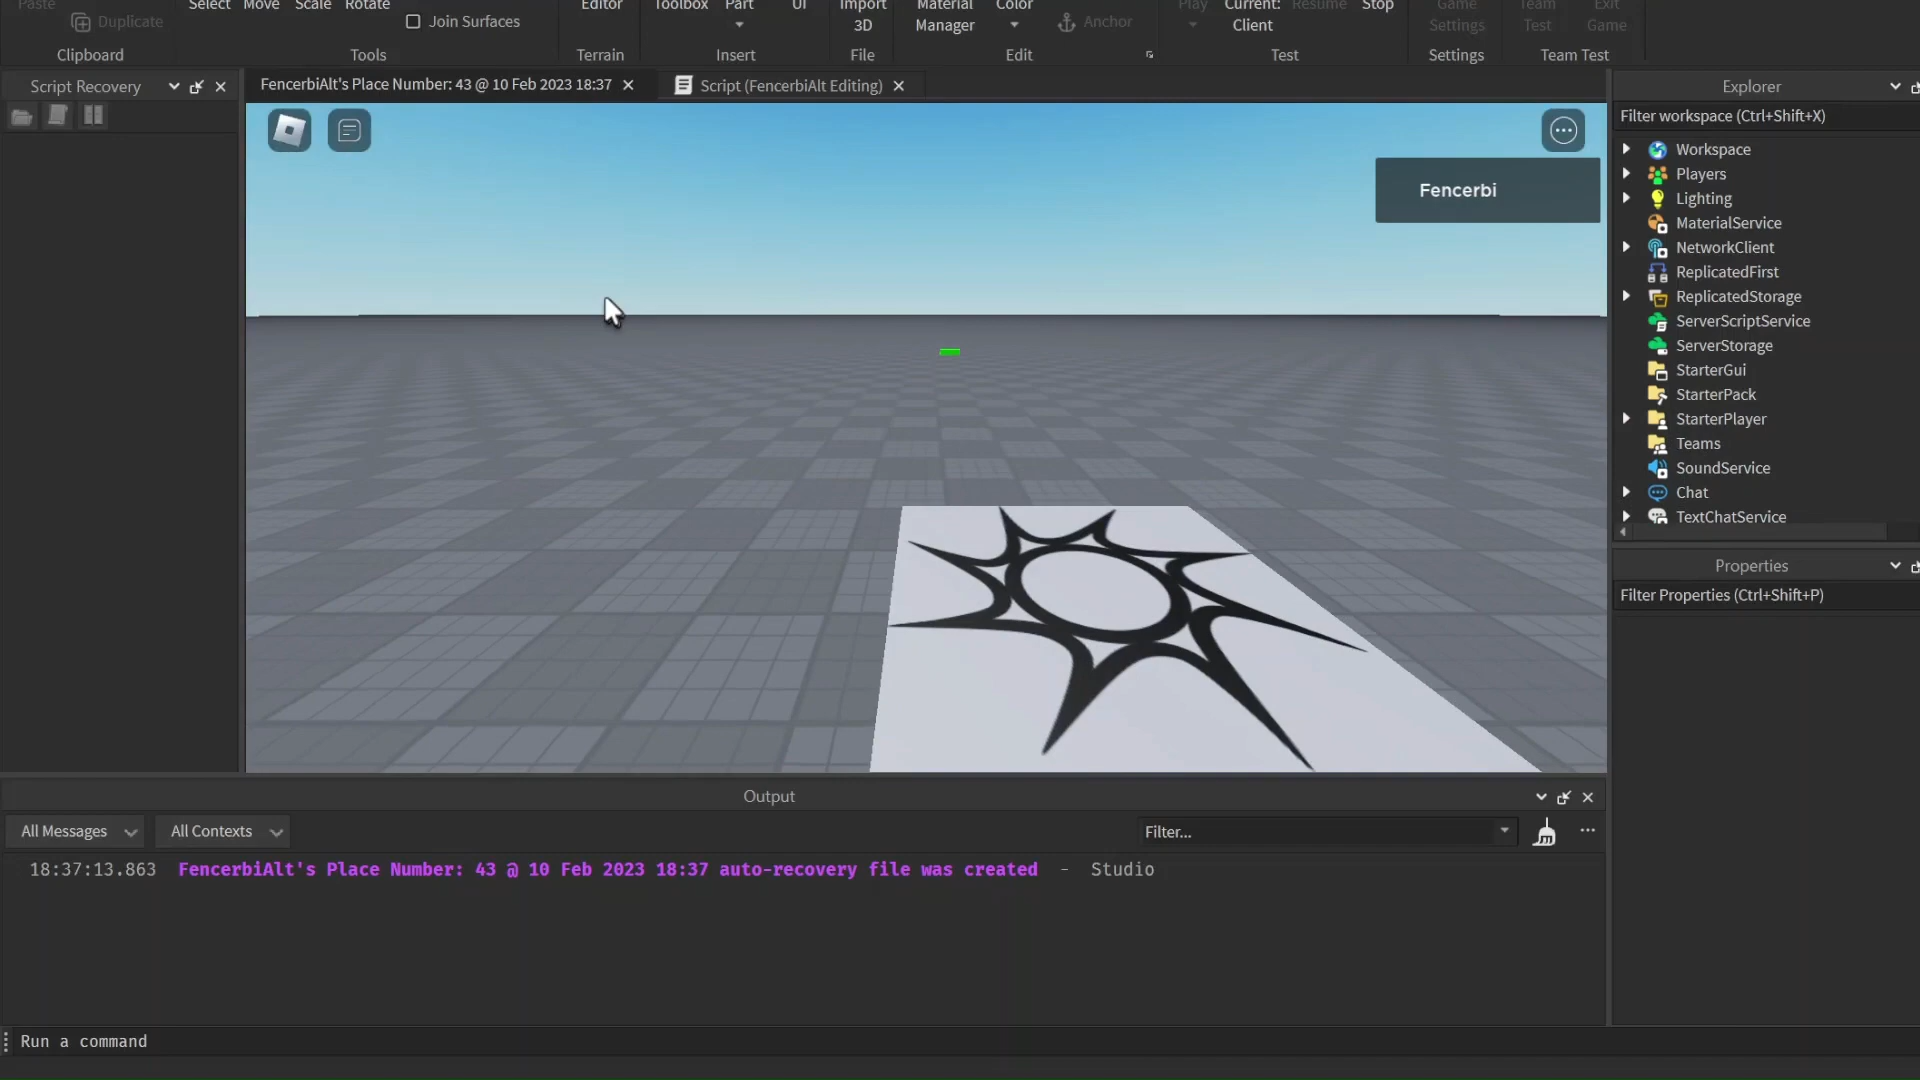 Paste
Duplicate
Clipboard
Select Move Scale Rotate
Join Surfaces
Tools
Editor
Terrain
Toolbox Part UI
Insert
Import
3D
File
Material
Manager
Color
Anchor
Edit
Play
Current:
Client
Resume Stop
Test
Game
Settings
Settings
Team
Test
Exit
Game
Team Test
Script Recovery
FencerbiAlt's Place Number: 43 @ 10 Feb 2023 18:37
Script (FencerbiAlt Editing)
Fencerbi
Explorer
Filter workspace (Ctrl+Shift+X)
Workspace
Players
Lighting
MaterialService
NetworkClient
ReplicatedFirst
ReplicatedStorage
ServerScriptService
ServerStorage
StarterGui
StarterPack
StarterPlayer
Teams
SoundService
Chat
TextChatService
Properties
Filter Properties (Ctrl+Shift+P)
Output
All Messages
All Contexts
Filter...
18:37:13.863 FencerbiAlt's Place Number: 43 @ 10 Feb 2023 18:37 auto-recovery file was created - Studio
Run a command